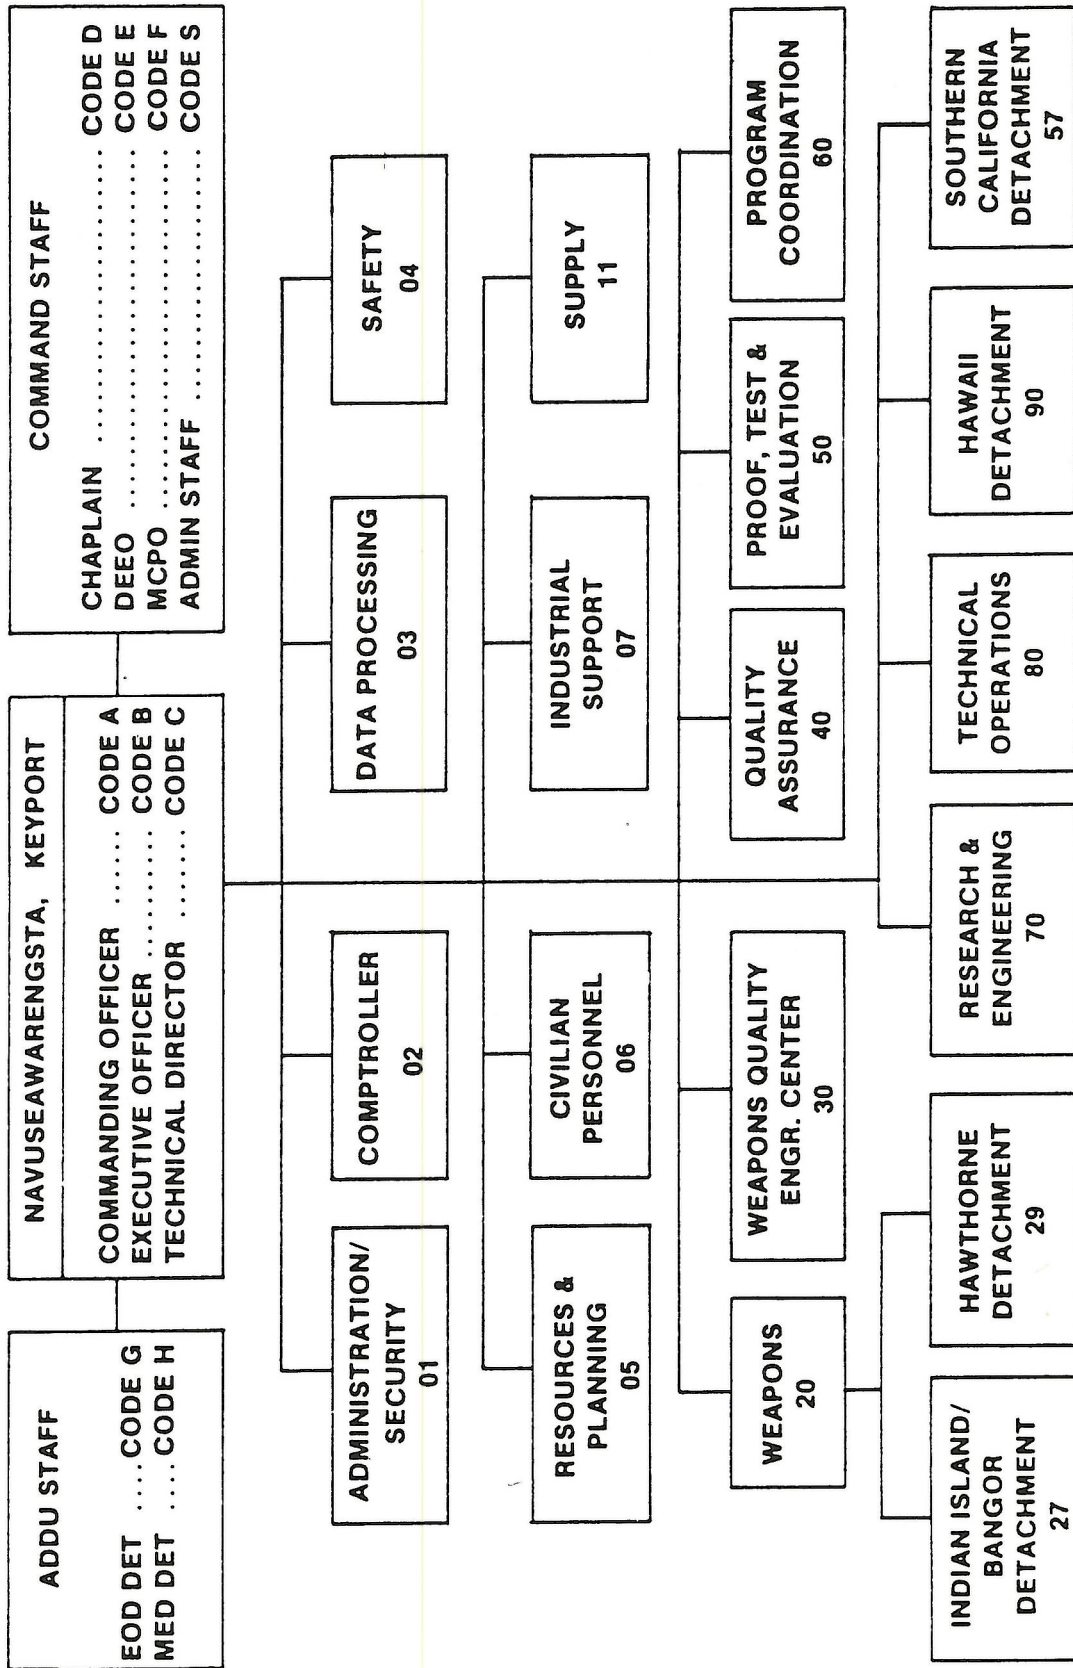 ADDU STAFF
EOD DET .... CODE G
MED DET .... CODE H
NAVUSEAWARENGSTA, KEYPORT
COMMANDING OFFICER ...... CODE A
EXECUTIVE OFFICER .......... CODE B
TECHNICAL DIRECTOR ...... CODE C
COMMAND STAFF
CHAPLAIN .............................. CODE D
DEEO ................................... CODE E
MCPO ................................... CODE F
ADMIN STAFF ........................ CODE S
ADMINISTRATION/
SECURITY
01
COMPTROLLER
02
DATA PROCESSING
03
SAFETY
04
RESOURCES &
PLANNING
05
CIVILIAN
PERSONNEL
06
INDUSTRIAL
SUPPORT
07
SUPPLY
11
WEAPONS
20
WEAPONS QUALITY
ENGR. CENTER
30
QUALITY
ASSURANCE
40
PROOF, TEST &
EVALUATION
50
PROGRAM
COORDINATION
60
INDIAN ISLAND/
BANGOR
DETACHMENT
27
HAWTHORNE
DETACHMENT
29
RESEARCH &
ENGINEERING
70
TECHNICAL
OPERATIONS
80
HAWAII
DETACHMENT
90
SOUTHERN
CALIFORNIA
DETACHMENT
57